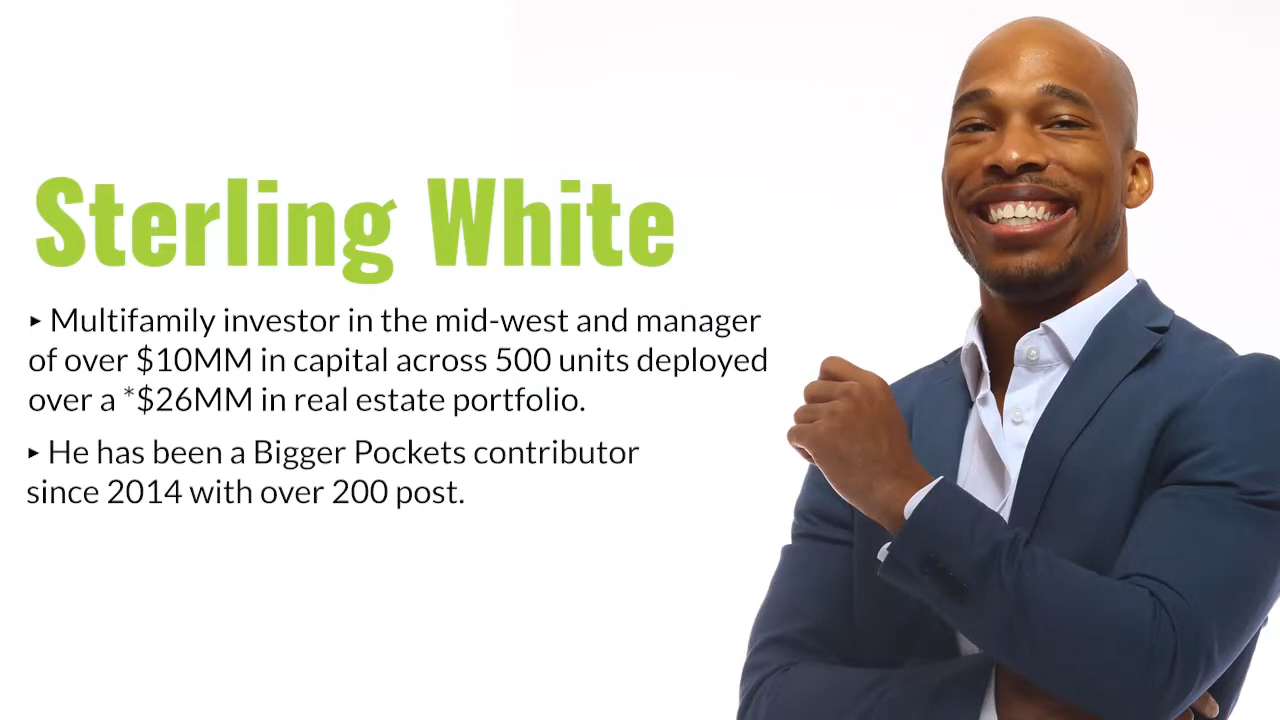 Sterling White
‣ Multifamily investor in the mid-west and manager
of over $10MM in capital across 500 units deployed
over a *$26MM in real estate portfolio.
‣ He has been a Bigger Pockets contributor
since 2014 with over 200 post.